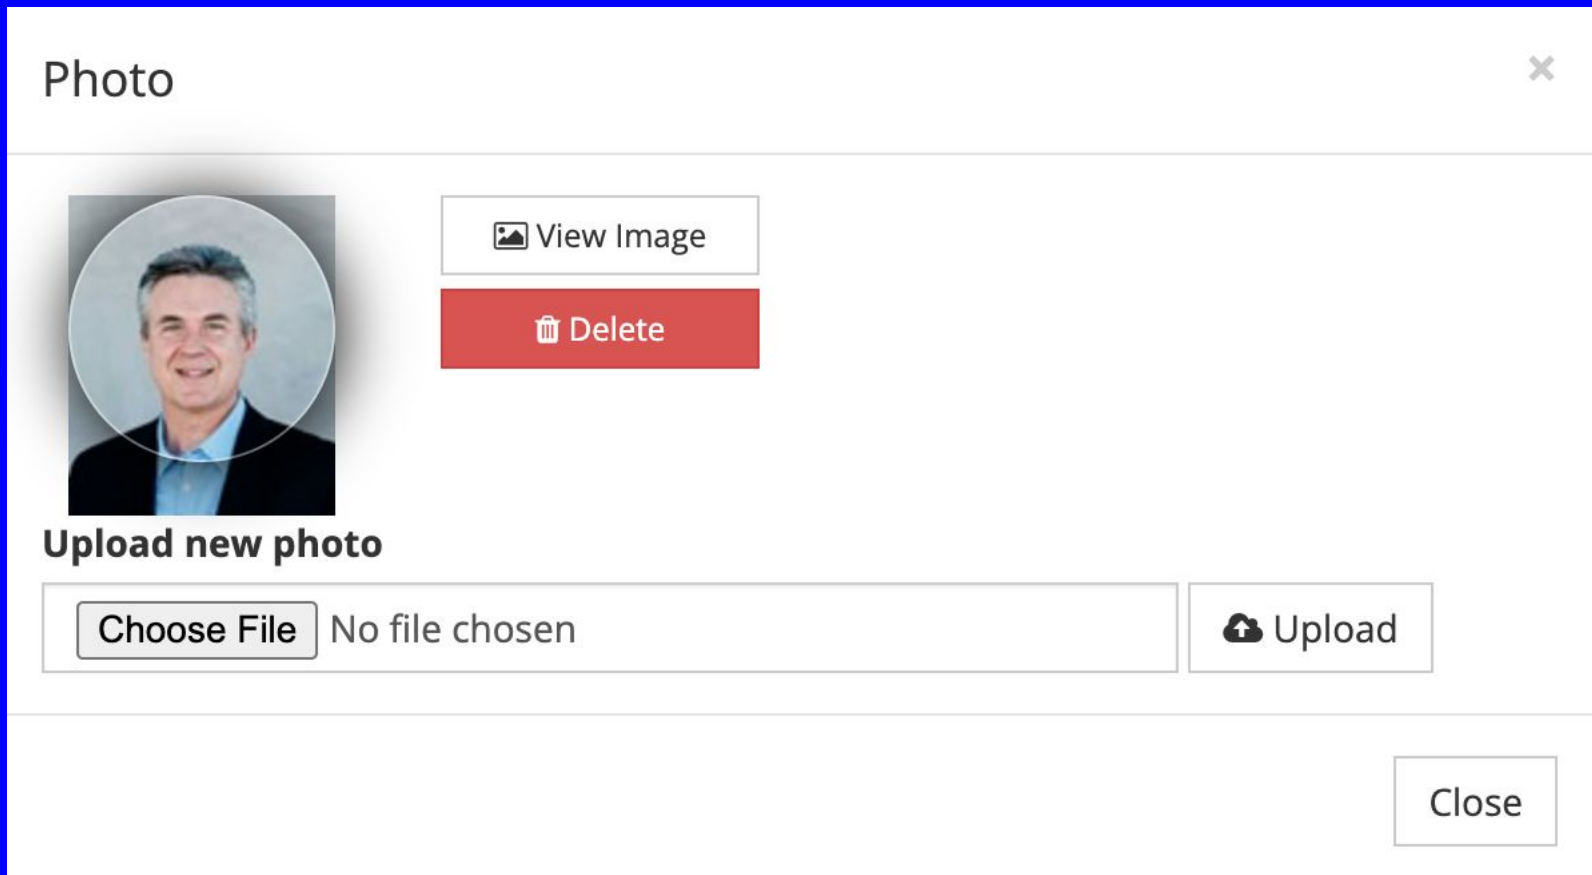 Photo
×
View Image
Delete
Upload new photo
Choose File No file chosen
Upload
Close